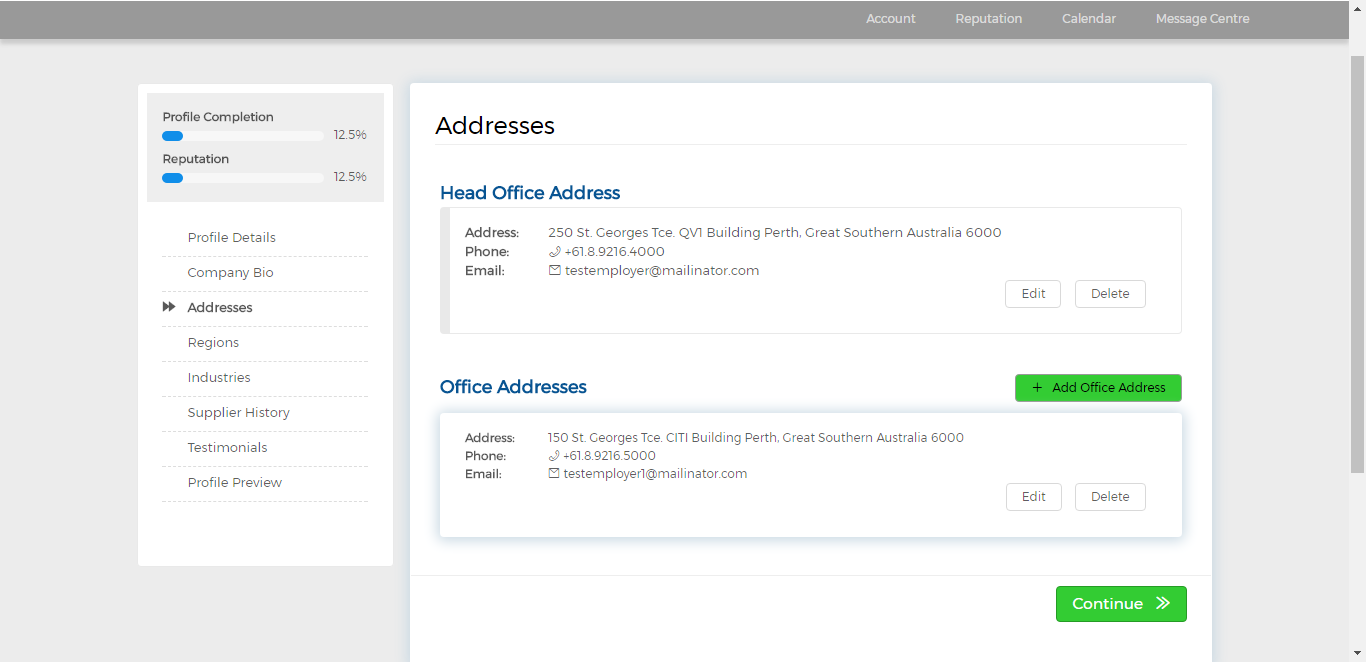 Account Reputation Calendar Message Centre
Profile Completion
12.5%
Reputation
12.5%
Profile Details
Company Bio
Addresses
Regions
Industries
Supplier History
Testimonials
Profile Preview
Addresses
Head Office Address
Address: 250 St. Georges Tce. QV1 Building Perth, Great Southern Australia 6000
Phone: +61.8.9216.4000
Email: testemployer@mailinator.com
Edit Delete
Office Addresses
+ Add Office Address
Address: 150 St. Georges Tce. CITI Building Perth, Great Southern Australia 6000
Phone: +61.8.9216.5000
Email: testemployer1@mailinator.com
Edit Delete
Continue